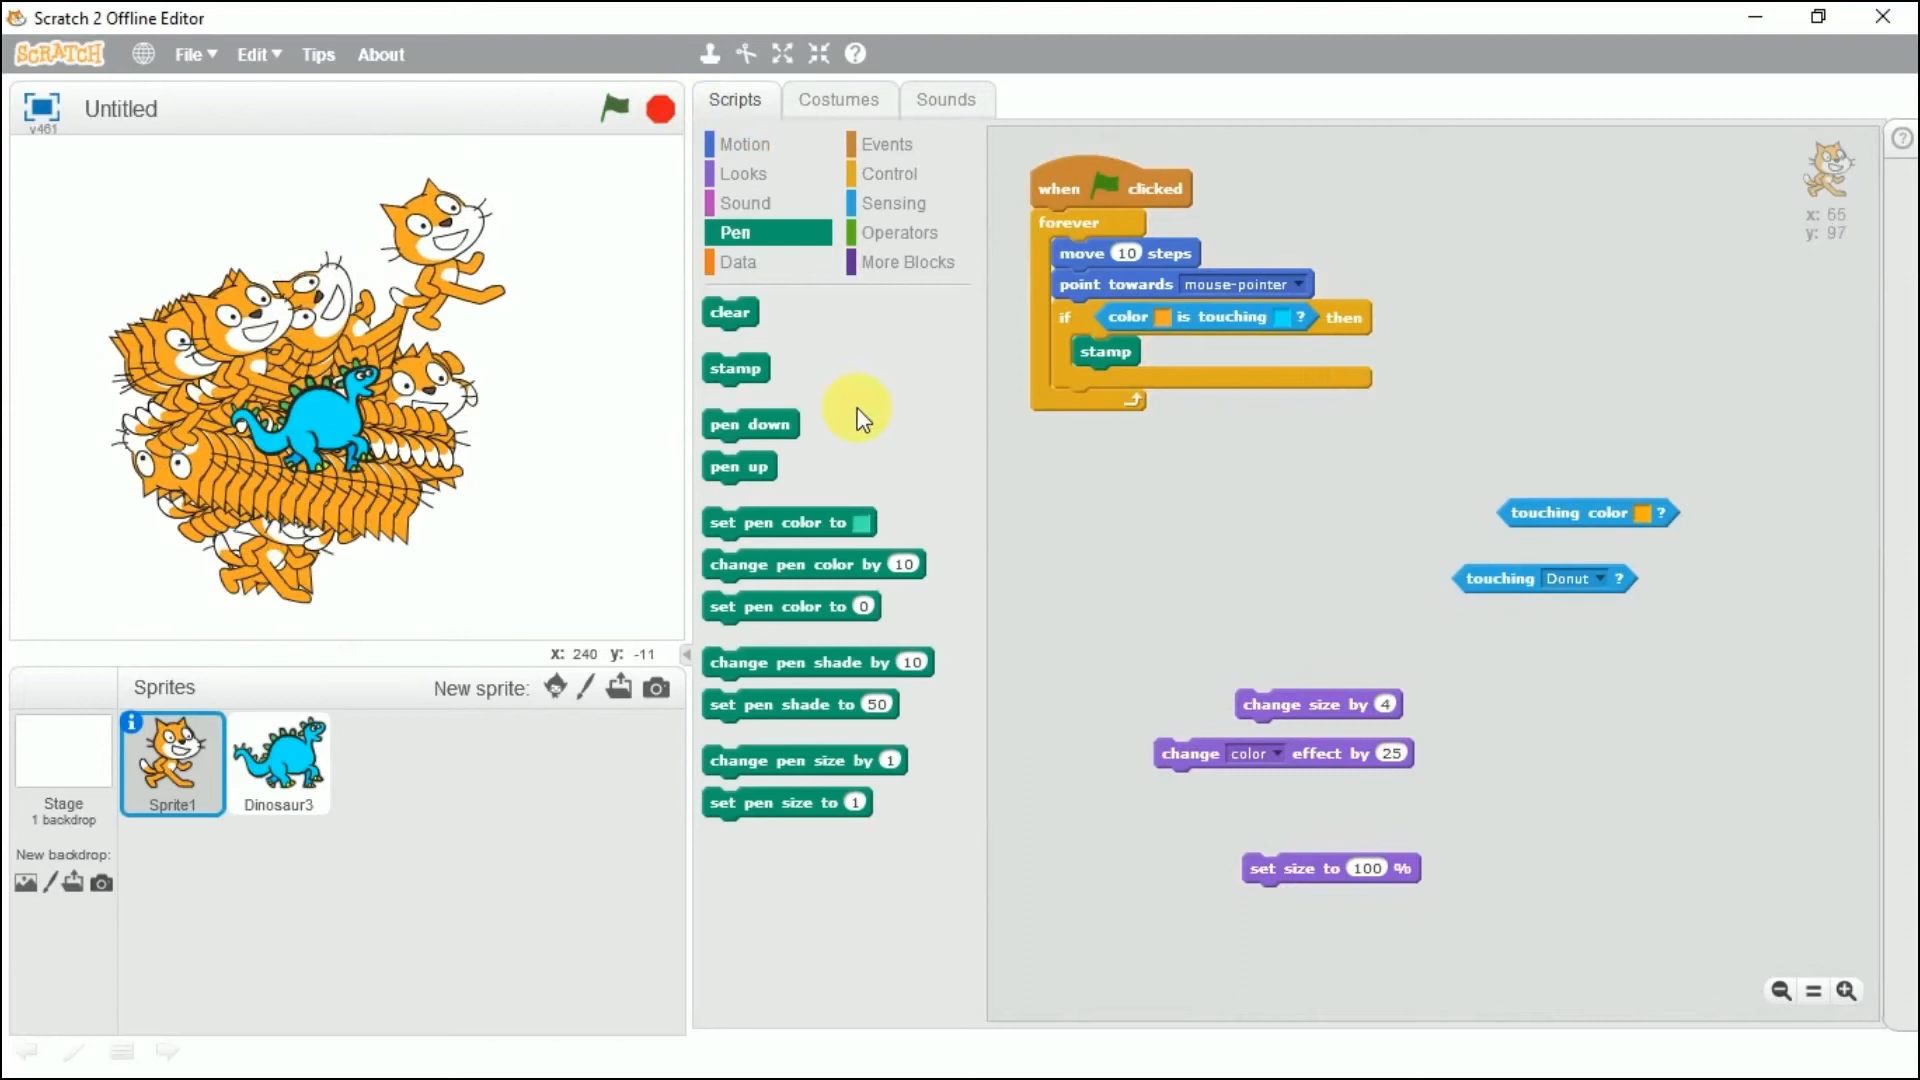 Scratch 2 Offline Editor
SCRATCH File Edit Tips About
v461
Untitled
x: 240 y: -11
Sprites
New sprite:
Stage
1 backdrop
New backdrop:
Sprite1
Dinosaur3
Scripts Costumes Sounds
Motion
Looks
Sound
Pen
Data
Events
Control
Sensing
Operators
More Blocks
clear
stamp
pen down
pen up
set pen color to
change pen color by 10
set pen color to 0
change pen shade by 10
set pen shade to 50
change pen size by 1
set pen size to 1
when clicked
forever
move 10 steps
point towards mouse-pointer
if color is touching ? then
stamp
touching color ?
touching Donut ?
change size by 4
change color effect by 25
set size to 100 %
x: 65
y: 97